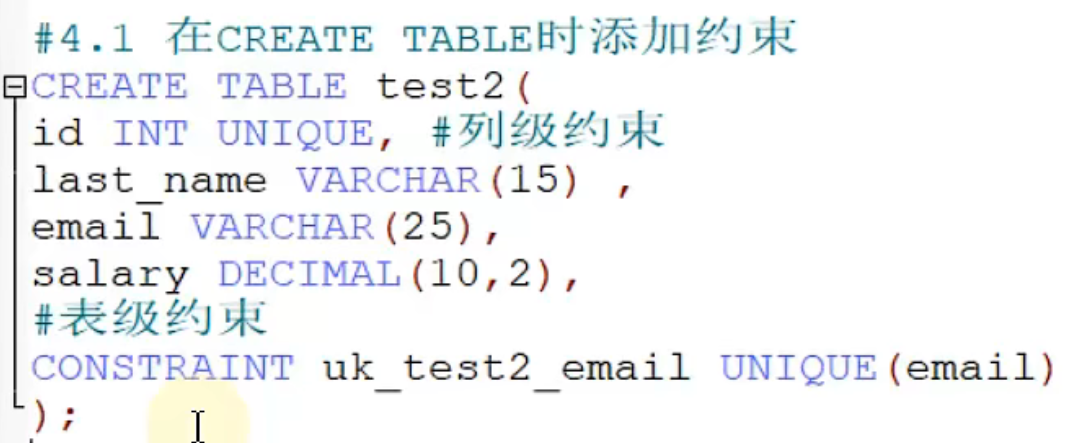 #4.1 在CREATE TABLE时添加约束
CREATE TABLE test2(
id INT UNIQUE, #列级约束
last_name VARCHAR(15) ,
email VARCHAR(25),
salary DECIMAL(10,2),
#表级约束
CONSTRAINT uk_test2_email UNIQUE(email)
);